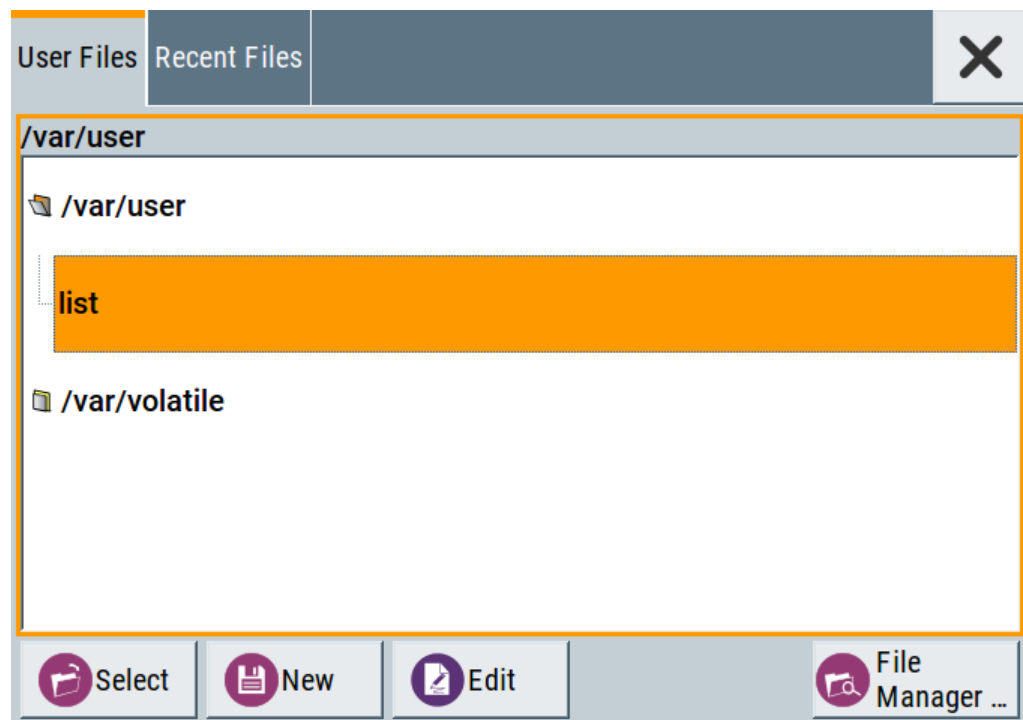 User Files Recent Files
/var/user
/var/user
list
/var/volatile
Select New Edit File
Manager ...